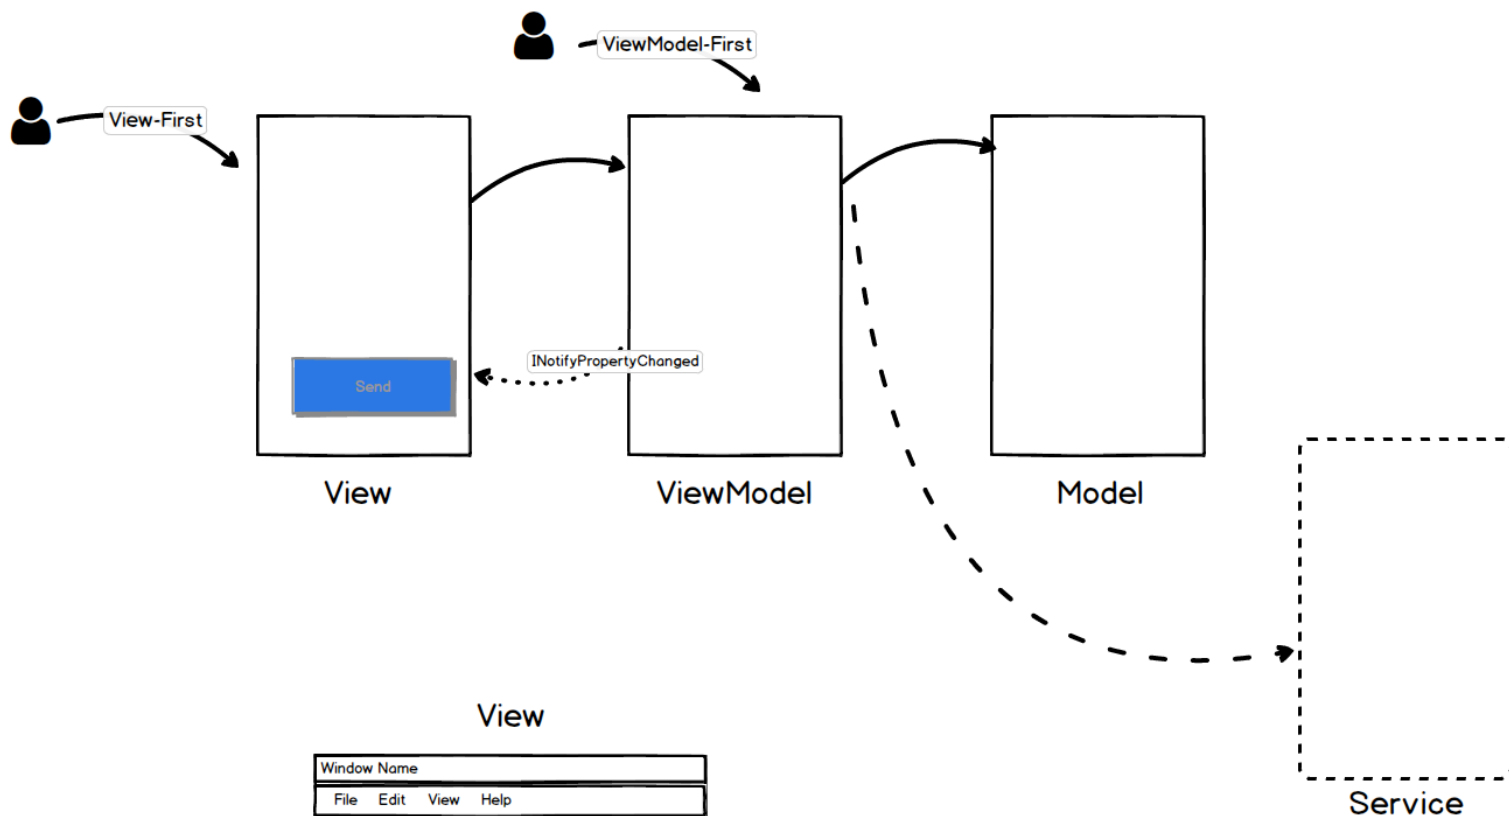 ViewModel-First
View-First
INotifyPropertyChanged
Send
View
ViewModel
Model
View
Window Name
File Edit View Help
Service